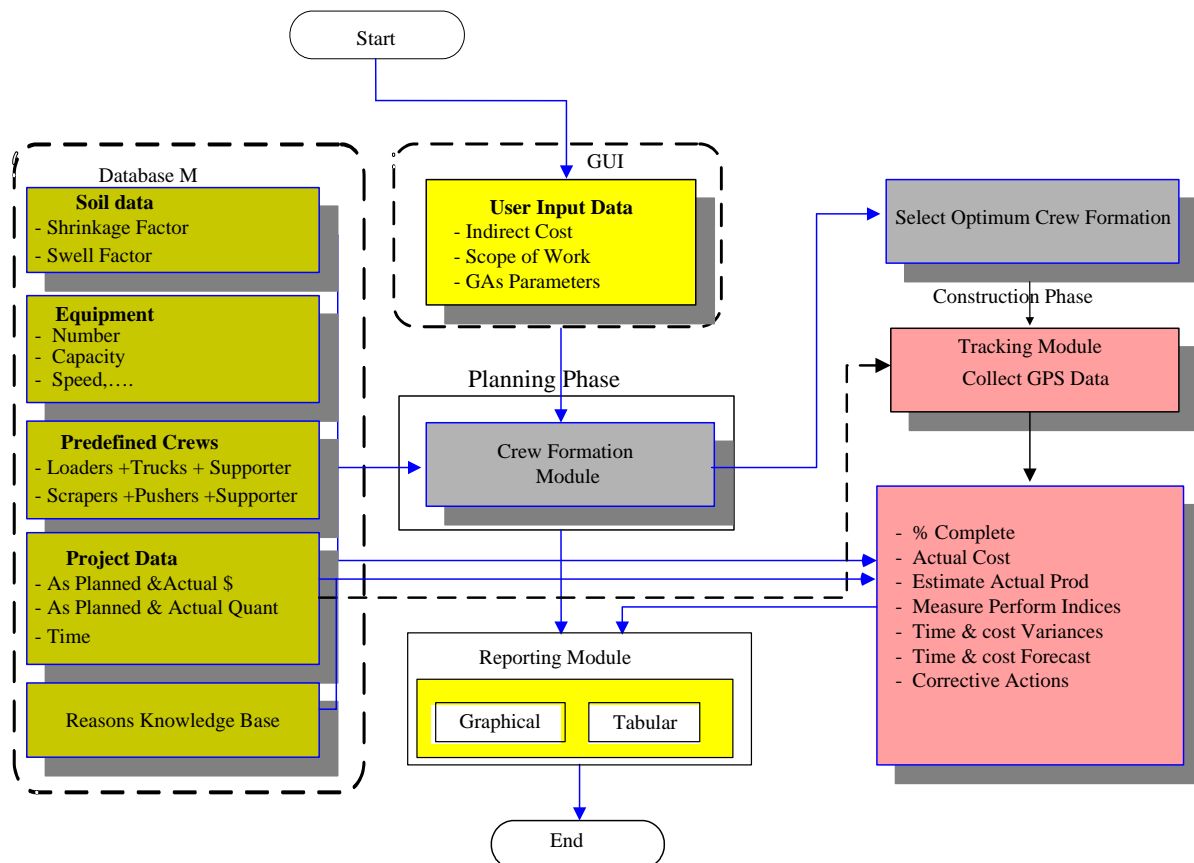 Start
Database M
Soil data
- Shrinkage Factor
- Swell Factor
Equipment
- Number
- Capacity
- Speed,....
Predefined Crews
- Loaders +Trucks + Supporter
- Scrapers +Pushers +Supporter
Project Data
- As Planned &Actual $
- As Planned & Actual Quant
- Time
Reasons Knowledge Base
GUI
User Input Data
- Indirect Cost
- Scope of Work
- GAs Parameters
Planning Phase
Crew Formation
Module
Reporting Module
Graphical
Tabular
End
Select Optimum Crew Formation
Construction Phase
Tracking Module
Collect GPS Data
- % Complete
- Actual Cost
- Estimate Actual Prod
- Measure Perform Indices
- Time & cost Variances
- Time & cost Forecast
- Corrective Actions